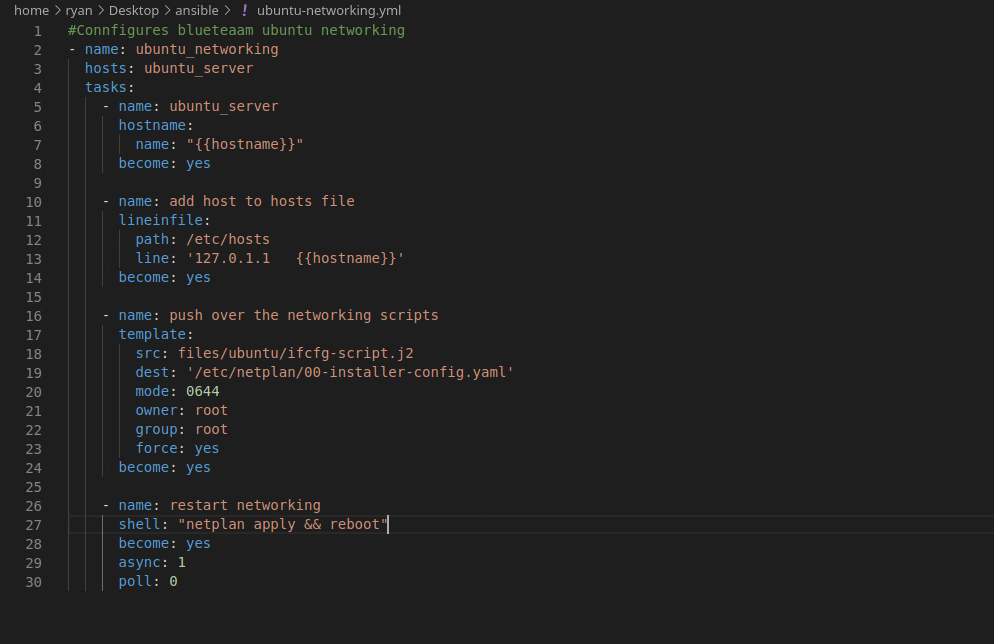 home > ryan > Desktop > ansible > ! ubuntu-networking.yml
1 #Connfigures blueteaam ubuntu networking
2 - name: ubuntu_networking
3   hosts: ubuntu_server
4   tasks:
5     - name: ubuntu_server
6       hostname:
7         name: "{{hostname}}"
8       become: yes
9
10     - name: add host to hosts file
11       lineinfile:
12         path: /etc/hosts
13         line: '127.0.1.1   {{hostname}}'
14       become: yes
15
16     - name: push over the networking scripts
17       template:
18         src: files/ubuntu/ifcfg-script.j2
19         dest: '/etc/netplan/00-installer-config.yaml'
20         mode: 0644
21         owner: root
22         group: root
23         force: yes
24       become: yes
25
26     - name: restart networking
27       shell: "netplan apply && reboot"
28       become: yes
29       async: 1
30       poll: 0